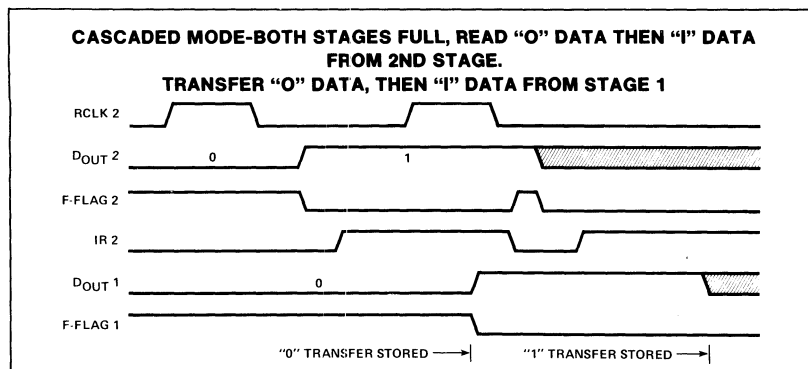 CASCADED MODE-BOTH STAGES FULL, READ “O” DATA THEN “I” DATA
FROM 2ND STAGE.
TRANSFER “O” DATA, THEN “I” DATA FROM STAGE 1
RCLK 2
DOUT 2
0
1
F-FLAG 2
IR 2
DOUT 1
0
F-FLAG 1
“0” TRANSFER STORED
“1” TRANSFER STORED